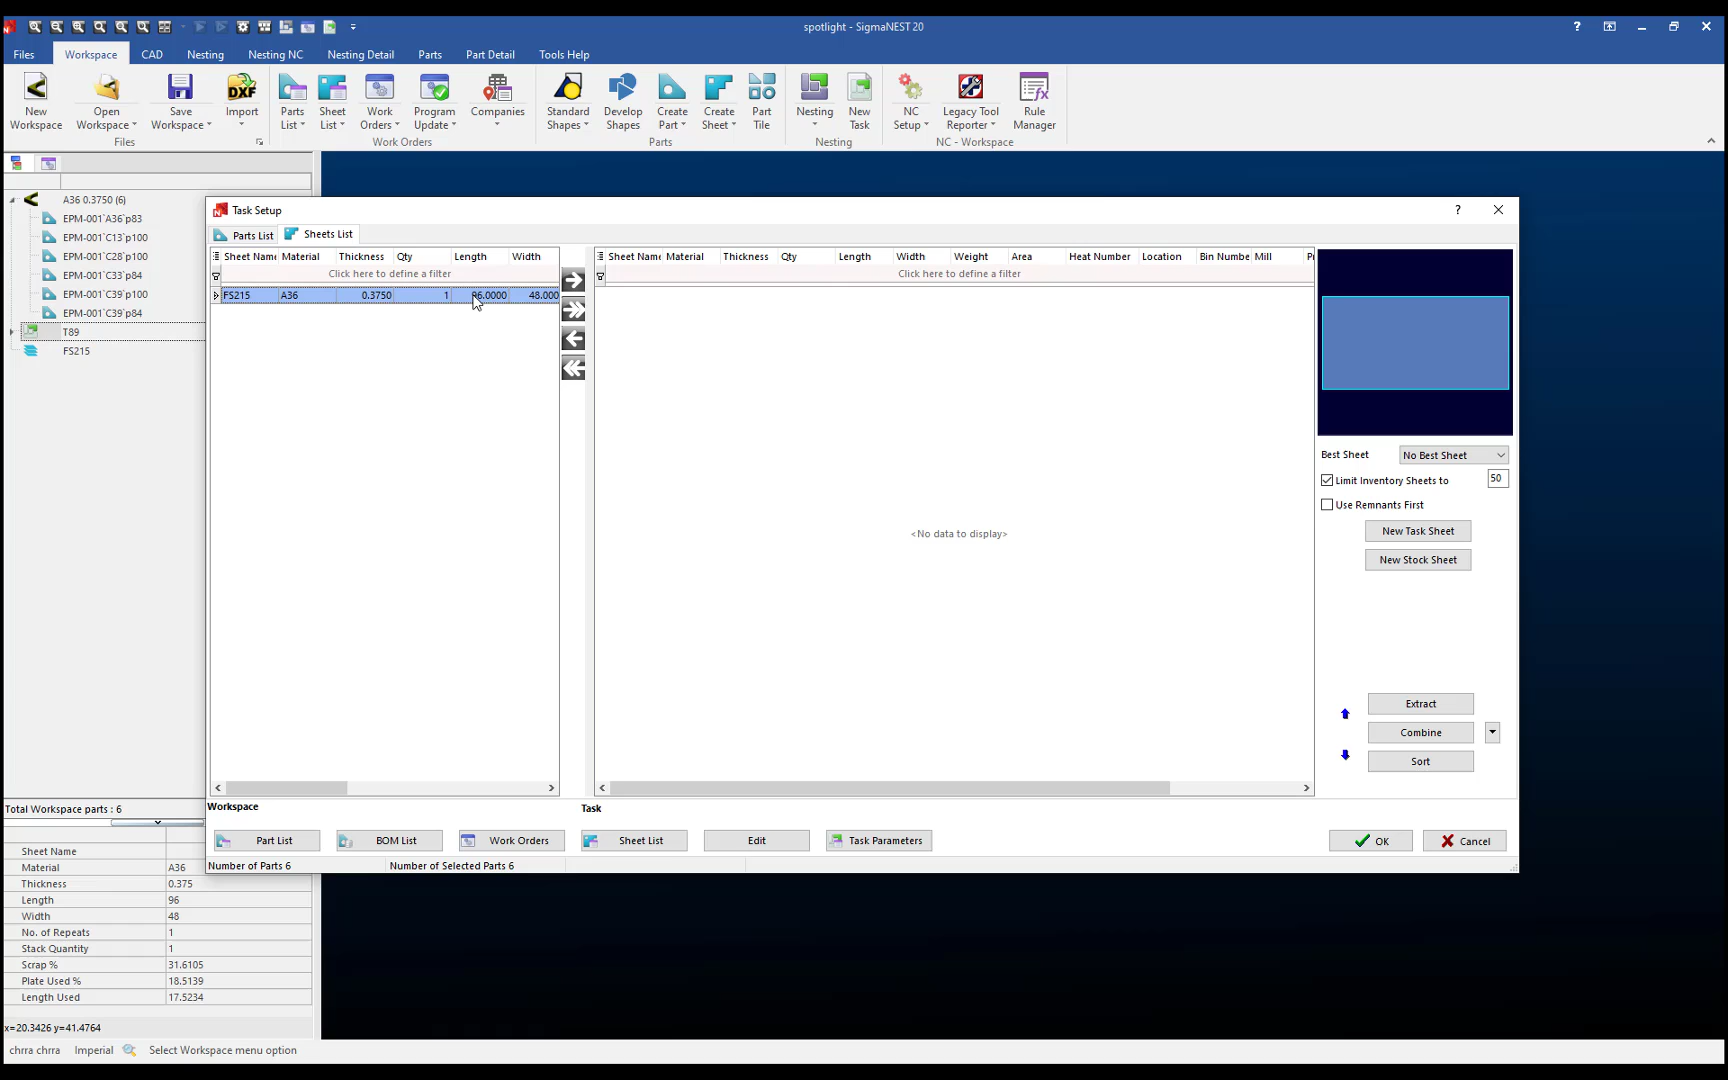 spotlight - SigmaNEST 20
?
Files Workspace CAD Nesting Nesting NC Nesting Detail Parts Part Detail Tools Help
New Workspace
Open Workspace
Save Workspace
DXF
Import
Parts List
Sheet List
Work Orders
Program Update
Companies
Standard Shapes
Develop Shapes
Create Part
Create Sheet
Part Tile
Nesting
New Task
NC Setup
Legacy Tool Reporter
Rule Manager
Files Work Orders Parts Nesting NC - Workspace
A36 0.3750 (6)
EPM-001`A36`p83
EPM-001`C13`p100
EPM-001`C28`p100
EPM-001`C33`p84
EPM-001`C39`p100
EPM-001`C39`p84
T89
FS215
Task Setup ?
Parts List Sheets List
Sheet Name Material Thickness Qty Length Width
Click here to define a filter
FS215 A36 0.3750 1 96.0000 48.000
Sheet Name Material Thickness Qty Length Width Weight Area Heat Number Location Bin Numbe Mill
Click here to define a filter
<No data to display>
Best Sheet No Best Sheet
Limit Inventory Sheets to 50
Use Remnants First
New Task Sheet
New Stock Sheet
Extract
Combine
Sort
Workspace Task
Part List BOM List Work Orders Sheet List Edit Task Parameters OK Cancel
Number of Parts 6 Number of Selected Parts 6
Total Workspace parts : 6
Sheet Name
Material A36
Thickness 0.375
Length 96
Width 48
No. of Repeats 1
Stack Quantity 1
Scrap % 31.6105
Plate Used % 18.5139
Length Used 17.5234
x=20.3426 y=41.4764
chrra chrra Imperial Select Workspace menu option